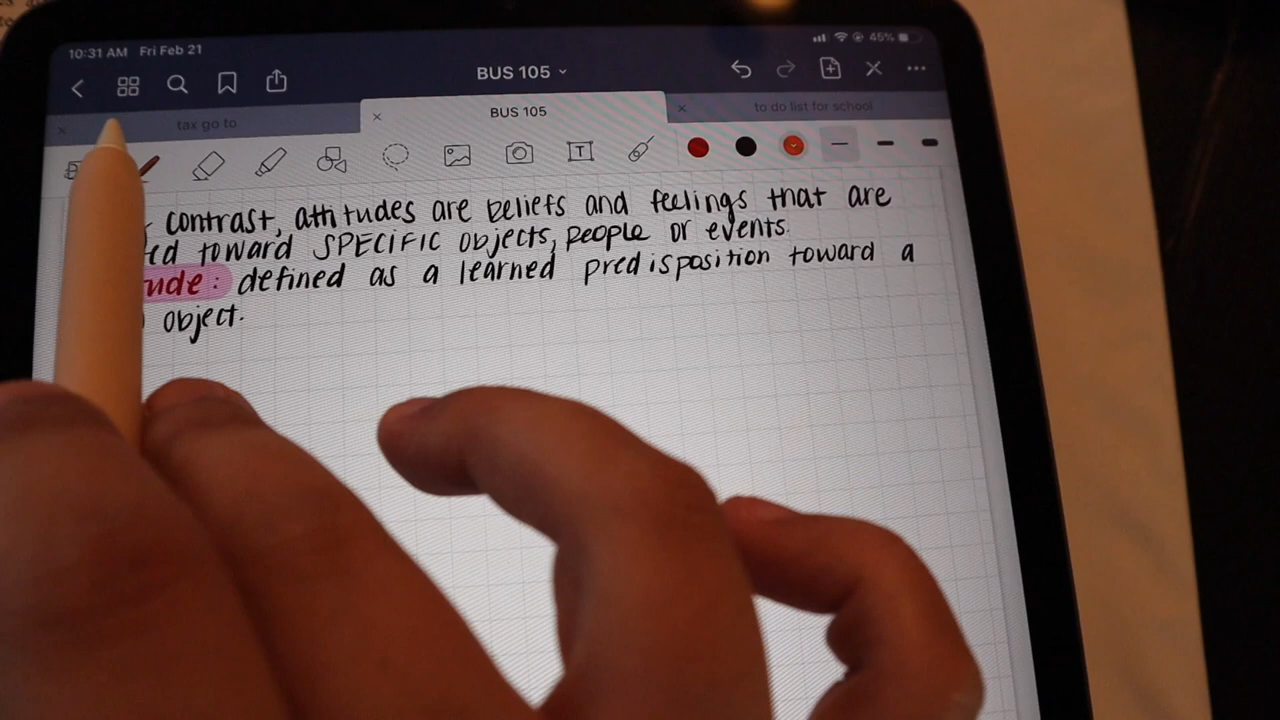 10:31 AM Fri Feb 21
45%
BUS 105
tax go to
BUS 105
to do list for school
T
contrast, attitudes are beliefs and feelings that are
ed toward SPECIFIC objects, people or events.
ude: defined as a learned predisposition toward a
object.